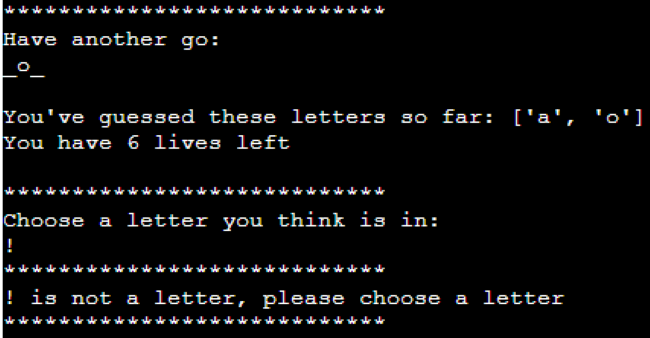 ****************************
Have another go:
_o_
You've guessed these letters so far: ['a', 'o']
You have 6 lives left
****************************
Choose a letter you think is in:
!
****************************
! is not a letter, please choose a letter
****************************